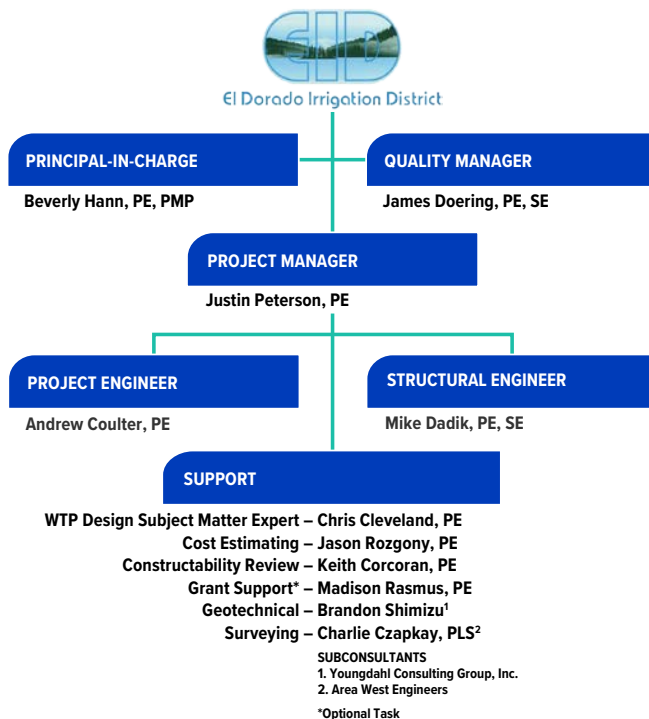 EID
El Dorado Irrigation District
PRINCIPAL-IN-CHARGE
Beverly Hann, PE, PMP
QUALITY MANAGER
James Doering, PE, SE
PROJECT MANAGER
Justin Peterson, PE
PROJECT ENGINEER
Andrew Coulter, PE
STRUCTURAL ENGINEER
Mike Dadik, PE, SE
SUPPORT
WTP Design Subject Matter Expert – Chris Cleveland, PE
Cost Estimating – Jason Rozgony, PE
Constructability Review – Keith Corcoran, PE
Grant Support* – Madison Rasmus, PE
Geotechnical – Brandon Shimizu¹
Surveying – Charlie Czapkay, PLS²
SUBCONSULTANTS
1. Youngdahl Consulting Group, Inc.
2. Area West Engineers
*Optional Task